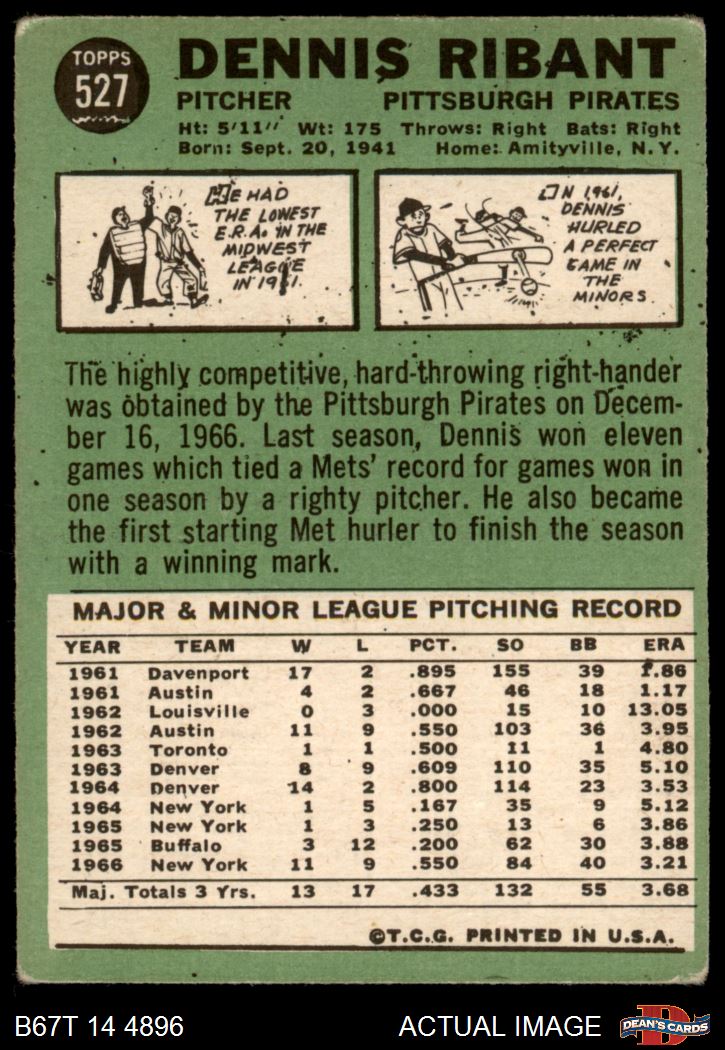 TOPPS
527
DENNIS RIBANT
PITCHER PITTSBURGH PIRATES
Ht: 5'11" Wt: 175 Throws: Right Bats: Right
Born: Sept. 20, 1941 Home: Amityville, N.Y.
HE HAD
THE LOWEST
E.R.A. IN THE
MIDWEST
LEAGUE
IN 1961.
IN 1961,
DENNIS
HURLED
A PERFECT
GAME IN
THE
MINORS.
The highly competitive, hard-throwing right-hander
was obtained by the Pittsburgh Pirates on Decem-
ber 16, 1966. Last season, Dennis won eleven
games which tied a Mets' record for games won in
one season by a righty pitcher. He also became
the first starting Met hurler to finish the season
with a winning mark.
MAJOR & MINOR LEAGUE PITCHING RECORD
YEAR TEAM W L PCT. SO BB ERA
1961 Davenport 17 2 .895 155 39 1.86
1961 Austin 4 2 .667 46 18 1.17
1962 Louisville 0 3 .000 15 10 13.05
1962 Austin 11 9 .550 103 36 3.95
1963 Toronto 1 1 .500 11 1 4.80
1963 Denver 8 9 .609 110 35 5.10
1964 Denver 14 2 .800 114 23 3.53
1964 New York 1 5 .167 35 9 5.12
1965 New York 1 3 .250 13 6 3.86
1965 Buffalo 3 12 .200 62 30 3.88
1966 New York 11 9 .550 84 40 3.21
Maj. Totals 3 Yrs. 13 17 .433 132 55 3.68
©T.C.G. PRINTED IN U.S.A.
B67T 14 4896 ACTUAL IMAGE DEAN'S CARDS